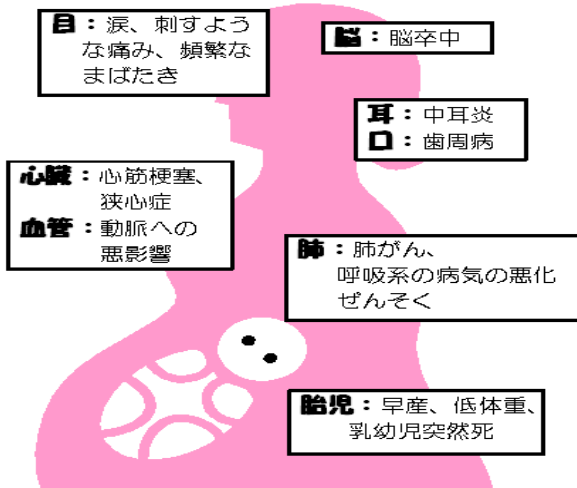 目：涙、刺すよう
な痛み、頻繁な
まばたき
脳：脳卒中
耳：中耳炎
口：歯周病
心臓：心筋梗塞、
狭心症
血管：動脈への
悪影響
肺：肺がん、
呼吸系の病気の悪化
ぜんそく
胎児：早産、低体重、
乳幼児突然死